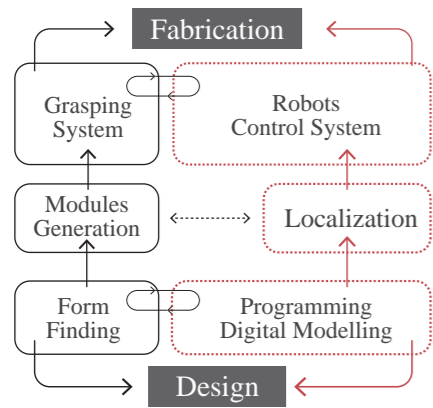 Fabrication
Grasping
System
Robots
Control System
Modules
Generation
Localization
Form
Finding
Programming
Digital Modelling
Design